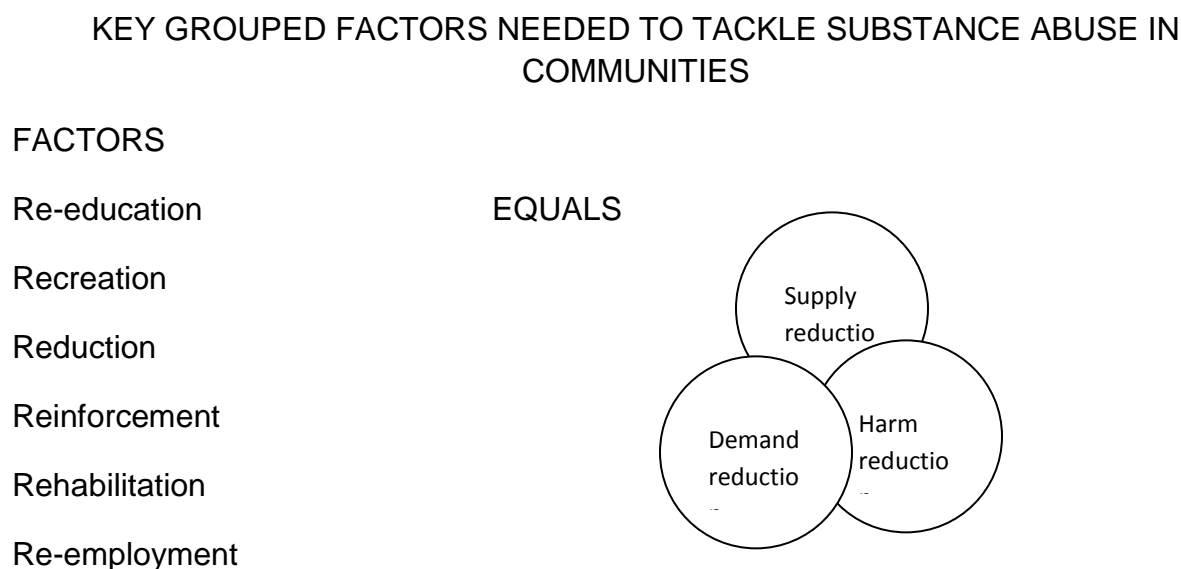 KEY GROUPED FACTORS NEEDED TO TACKLE SUBSTANCE ABUSE IN
COMMUNITIES
FACTORS
Re-education
EQUALS
Recreation
Reduction
Reinforcement
Rehabilitation
Re-employment
Supply
reductio
Demand
reductio
Harm
reductio